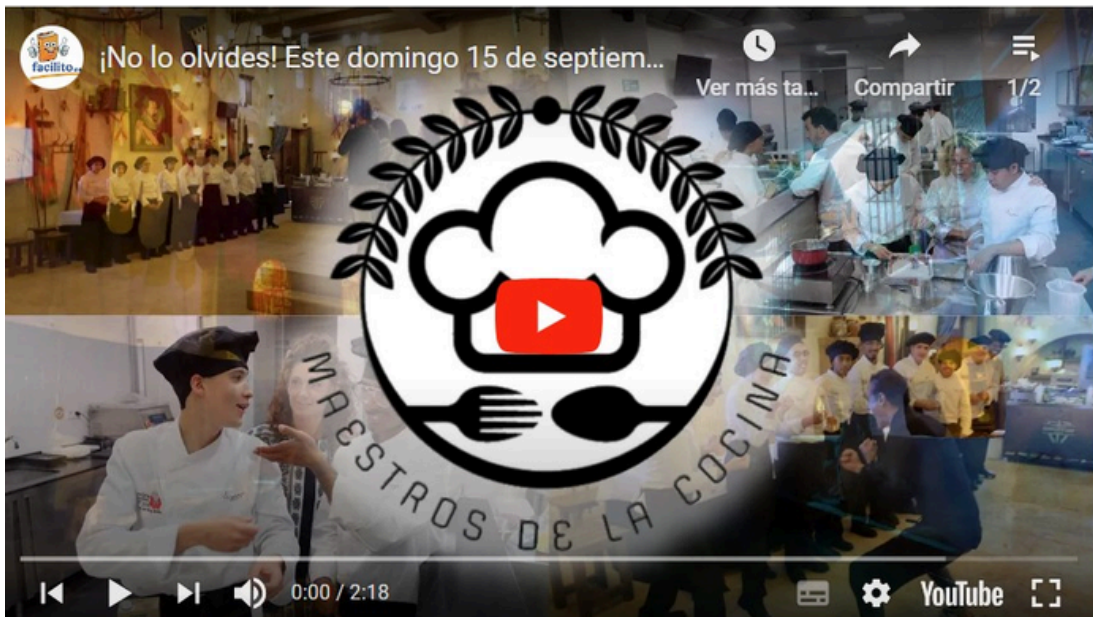 facilito..
¡No lo olvides! Este domingo 15 de septiem...
Ver más ta...
Compartir
1/2
MAESTROS DE LA COCINA
0:00 / 2:18
YouTube